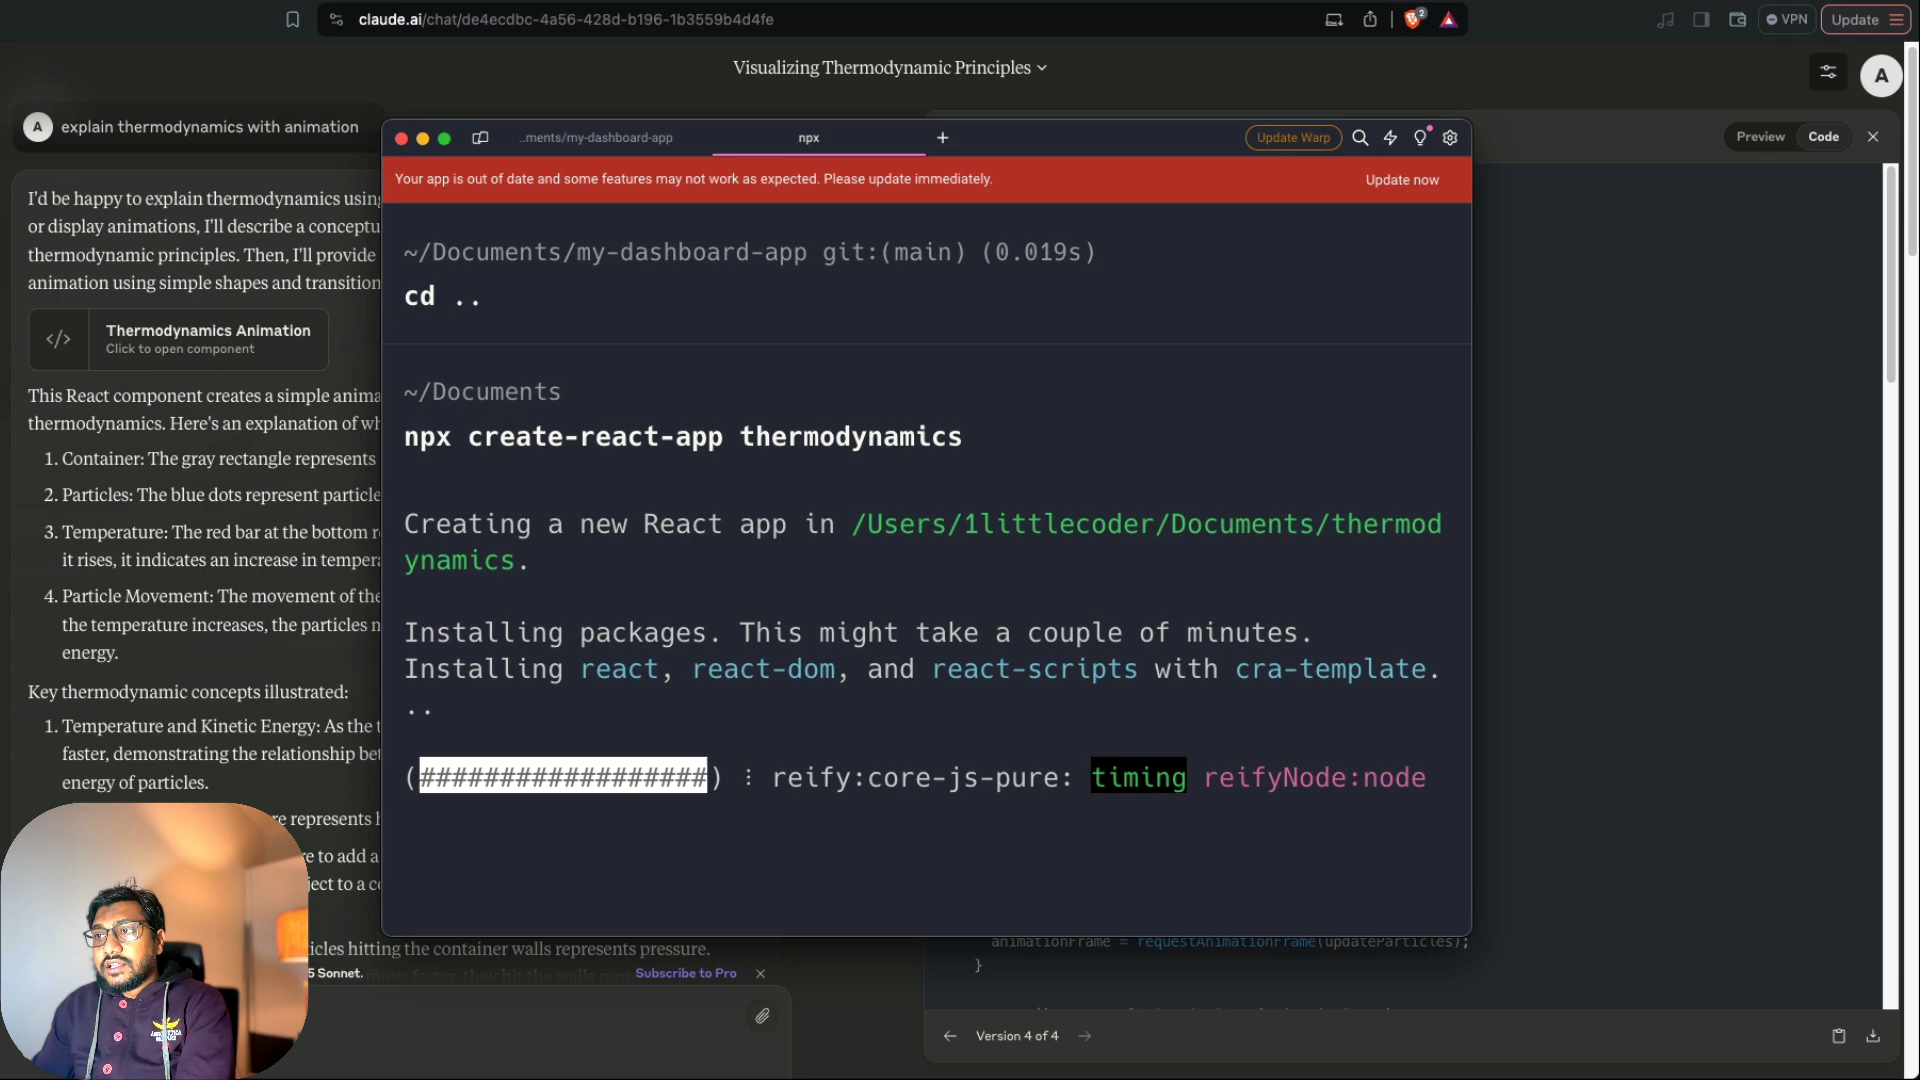 claude.ai/chat/de4ecdbc-4a56-428d-b196-1b3559b4d4fe
2
VPN
Update
Visualizing Thermodynamic Principles
A
A
explain thermodynamics with animation
Preview
Code
I'd be happy to explain thermodynamics using
or display animations, I'll describe a conceptu
thermodynamic principles. Then, I'll provide
animation using simple shapes and transition
</>
Thermodynamics Animation
Click to open component
This React component creates a simple anima
thermodynamics. Here's an explanation of wh
1. Container: The gray rectangle represents
2. Particles: The blue dots represent particle
3. Temperature: The red bar at the bottom r
it rises, it indicates an increase in tempera
4. Particle Movement: The movement of the
the temperature increases, the particles m
energy.
Key thermodynamic concepts illustrated:
1. Temperature and Kinetic Energy: As the t
faster, demonstrating the relationship bet
energy of particles.
re represents h
re to add a
ject to a co
icles hitting the container walls represents pressure.
5 Sonnet.
Subscribe to Pro
..ments/my-dashboard-app
npx
+
Update Warp
Your app is out of date and some features may not work as expected. Please update immediately.
Update now
~/Documents/my-dashboard-app git:(main) (0.019s)
cd ..
~/Documents
npx create-react-app thermodynamics
Creating a new React app in /Users/1littlecoder/Documents/thermod
ynamics.
Installing packages. This might take a couple of minutes.
Installing react, react-dom, and react-scripts with cra-template.
..
(##################) ⸽ reify:core-js-pure: timing reifyNode:node
animationFrame = requestAnimationFrame(updateParticles);
}
Version 4 of 4